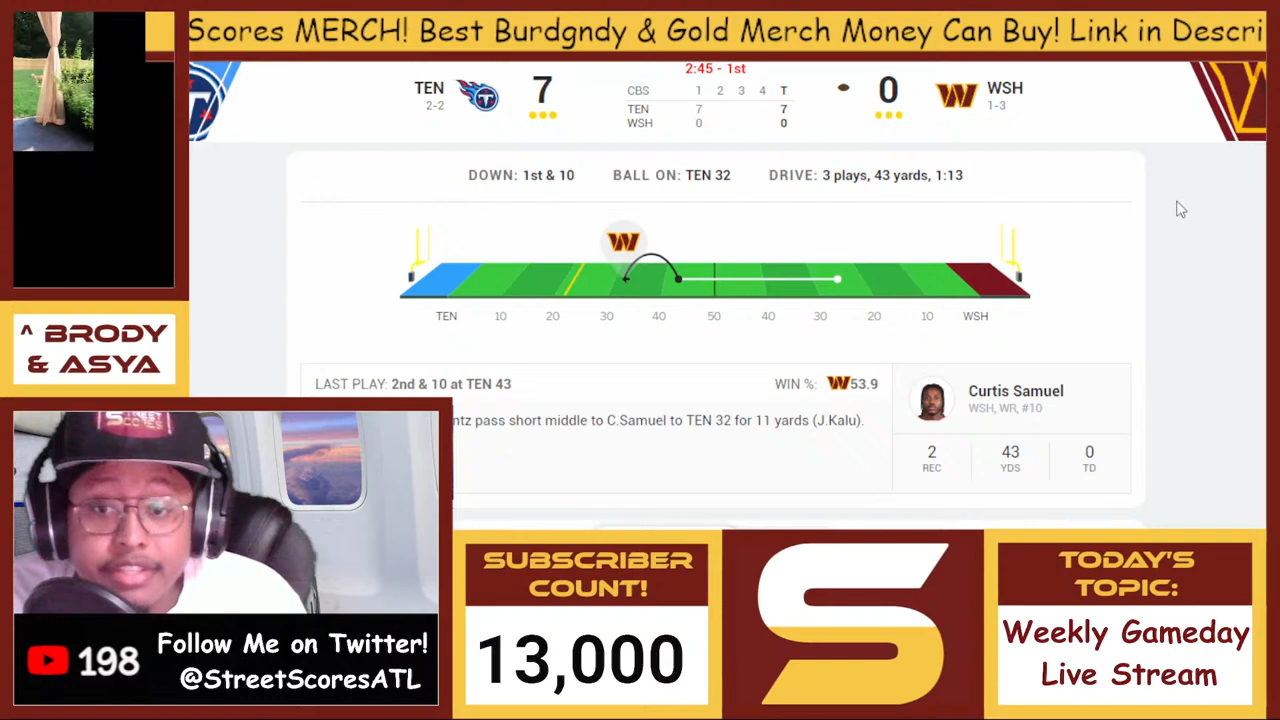 Scores MERCH! Best Burdgndy & Gold Merch Money Can Buy! Link in Descri
2:45 - 1st
TEN 7 CBS 1 2 3 4 T 0 WSH
2-2 TEN 7 7 1-3
WSH 0 0
DOWN: 1st & 10 BALL ON: TEN 32 DRIVE: 3 plays, 43 yards, 1:13
W
TEN 10 20 30 40 50 40 30 20 10 WSH
^ BRODY
& ASYA
LAST PLAY: 2nd & 10 at TEN 43 WIN %: W 53.9
ntz pass short middle to C.Samuel to TEN 32 for 11 yards (J.Kalu).
Curtis Samuel
WSH, WR, #10
2 43 0
REC YDS TD
STREET
SCORES
198 Follow Me on Twitter!
@StreetScoresATL
SUBSCRIBER
COUNT!
13,000
S
TODAY'S
TOPIC:
Weekly Gameday
Live Stream